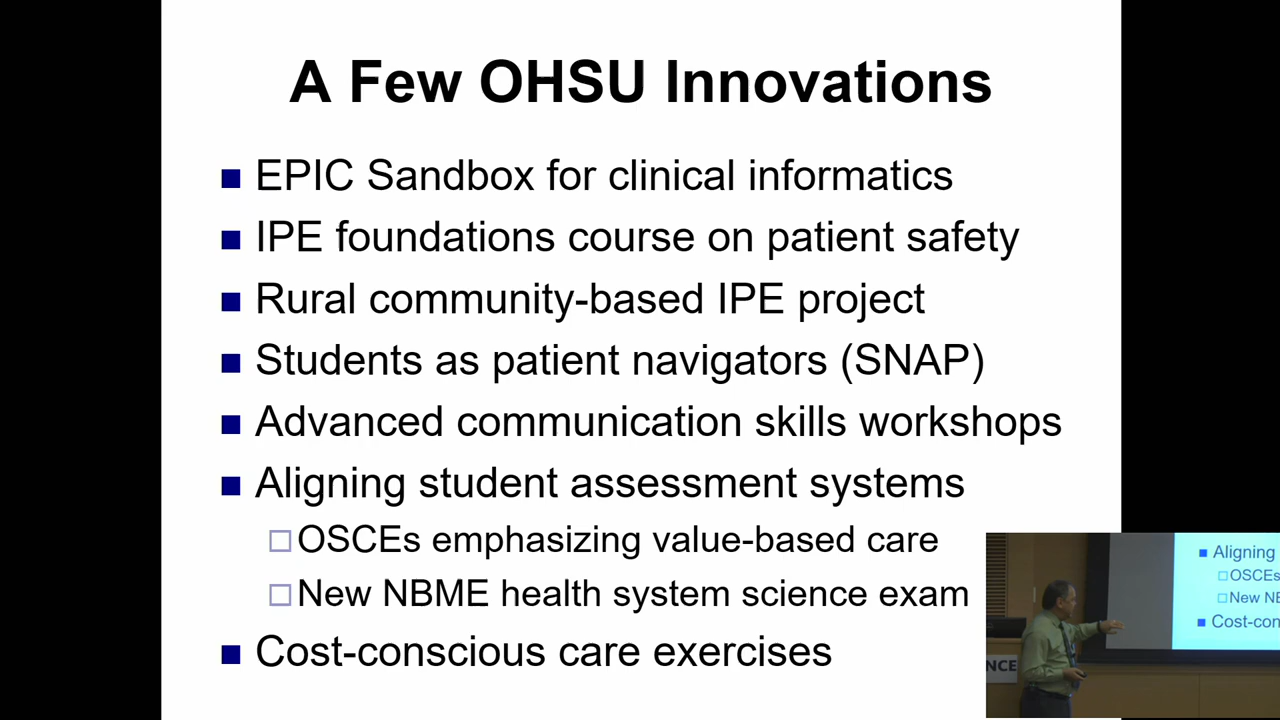 A Few OHSU Innovations
EPIC Sandbox for clinical informatics
IPE foundations course on patient safety
Rural community-based IPE project
Students as patient navigators (SNAP)
Advanced communication skills workshops
Aligning student assessment systems
OSCEs emphasizing value-based care
New NBME health system science exam
Cost-conscious care exercises
Aligning
OSCEs
New NB
Cost-con
NCE